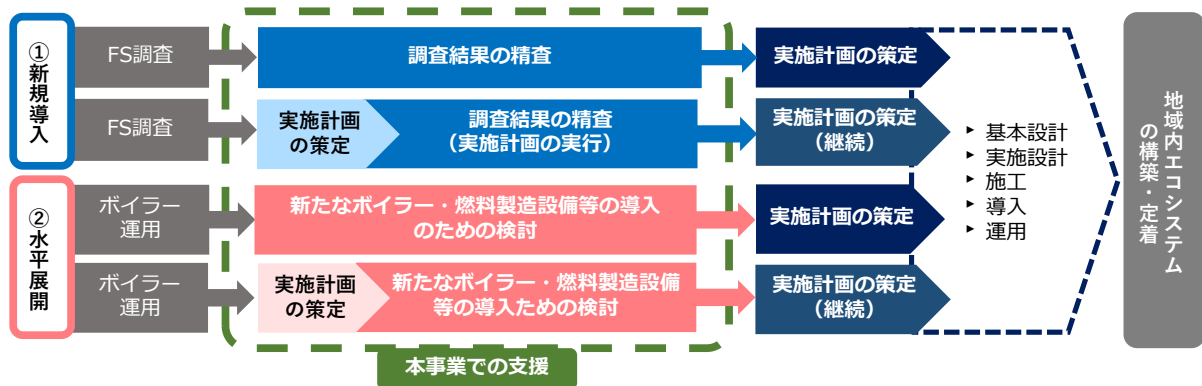 ①新規導入
FS調査
調査結果の精査
実施計画の策定
FS調査
実施計画
の策定
調査結果の精査
（実施計画の実行）
実施計画の策定
（継続）
②水平展開
ボイラー
運用
新たなボイラー・燃料製造設備等の導入
のための検討
実施計画の策定
ボイラー
運用
実施計画
の策定
新たなボイラー・燃料製造設備
等の導入ための検討
実施計画の策定
（継続）
▸ 基本設計
▸ 実施設計
▸ 施工
▸ 導入
▸ 運用
地域内エコシステム
の構築・定着
本事業での支援